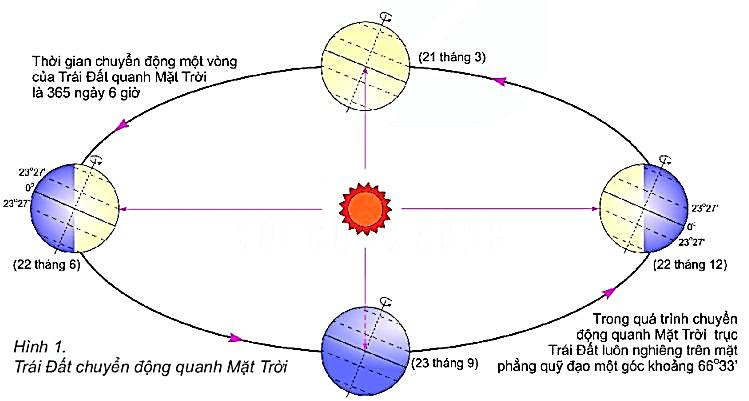 Thời gian chuyển động một vòng
của Trái Đất quanh Mặt Trời
là 365 ngày 6 giờ
(21 tháng 3)
23°27'
0°
23°27'
(22 tháng 6)
23°27'
0°
23°27'
(22 tháng 12)
(23 tháng 9)
Trong quá trình chuyển
động quanh Mặt Trời trục
Trái Đất luôn nghiêng trên mặt
phẳng quỹ đạo một góc khoảng 66°33'
Hình 1.
Trái Đất chuyển động quanh Mặt Trời